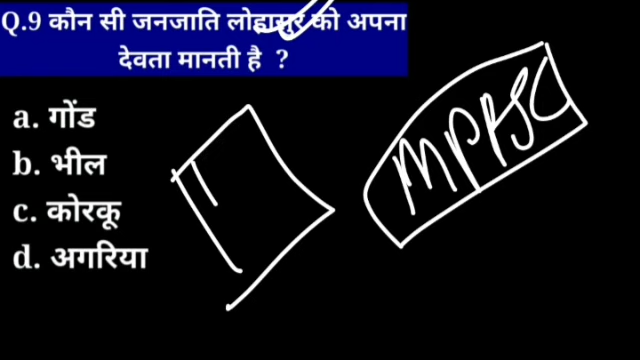 Q.9 कौन सी जनजाति लोहासुर को अपना
देवता मानती है ?
a. गोंड
b. भील
c. कोरकू
d. अगरिया
MPPSC